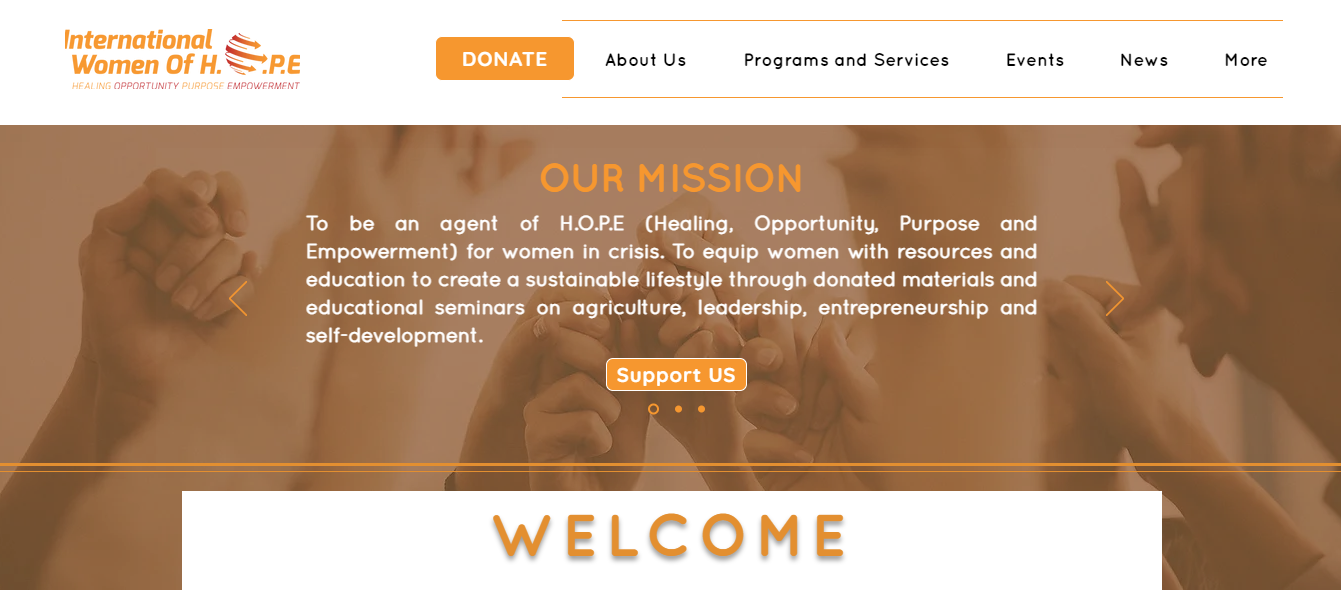 International
Women Of H. .P.E
HEALING OPPORTUNITY PURPOSE EMPOWERMENT
DONATE
About Us
Programs and Services
Events
News
More
OUR MISSION
To be an agent of H.O.P.E (Healing, Opportunity, Purpose and
Empowerment) for women in crisis. To equip women with resources and
education to create a sustainable lifestyle through donated materials and
educational seminars on agriculture, leadership, entrepreneurship and
self-development.
Support US
WELCOME